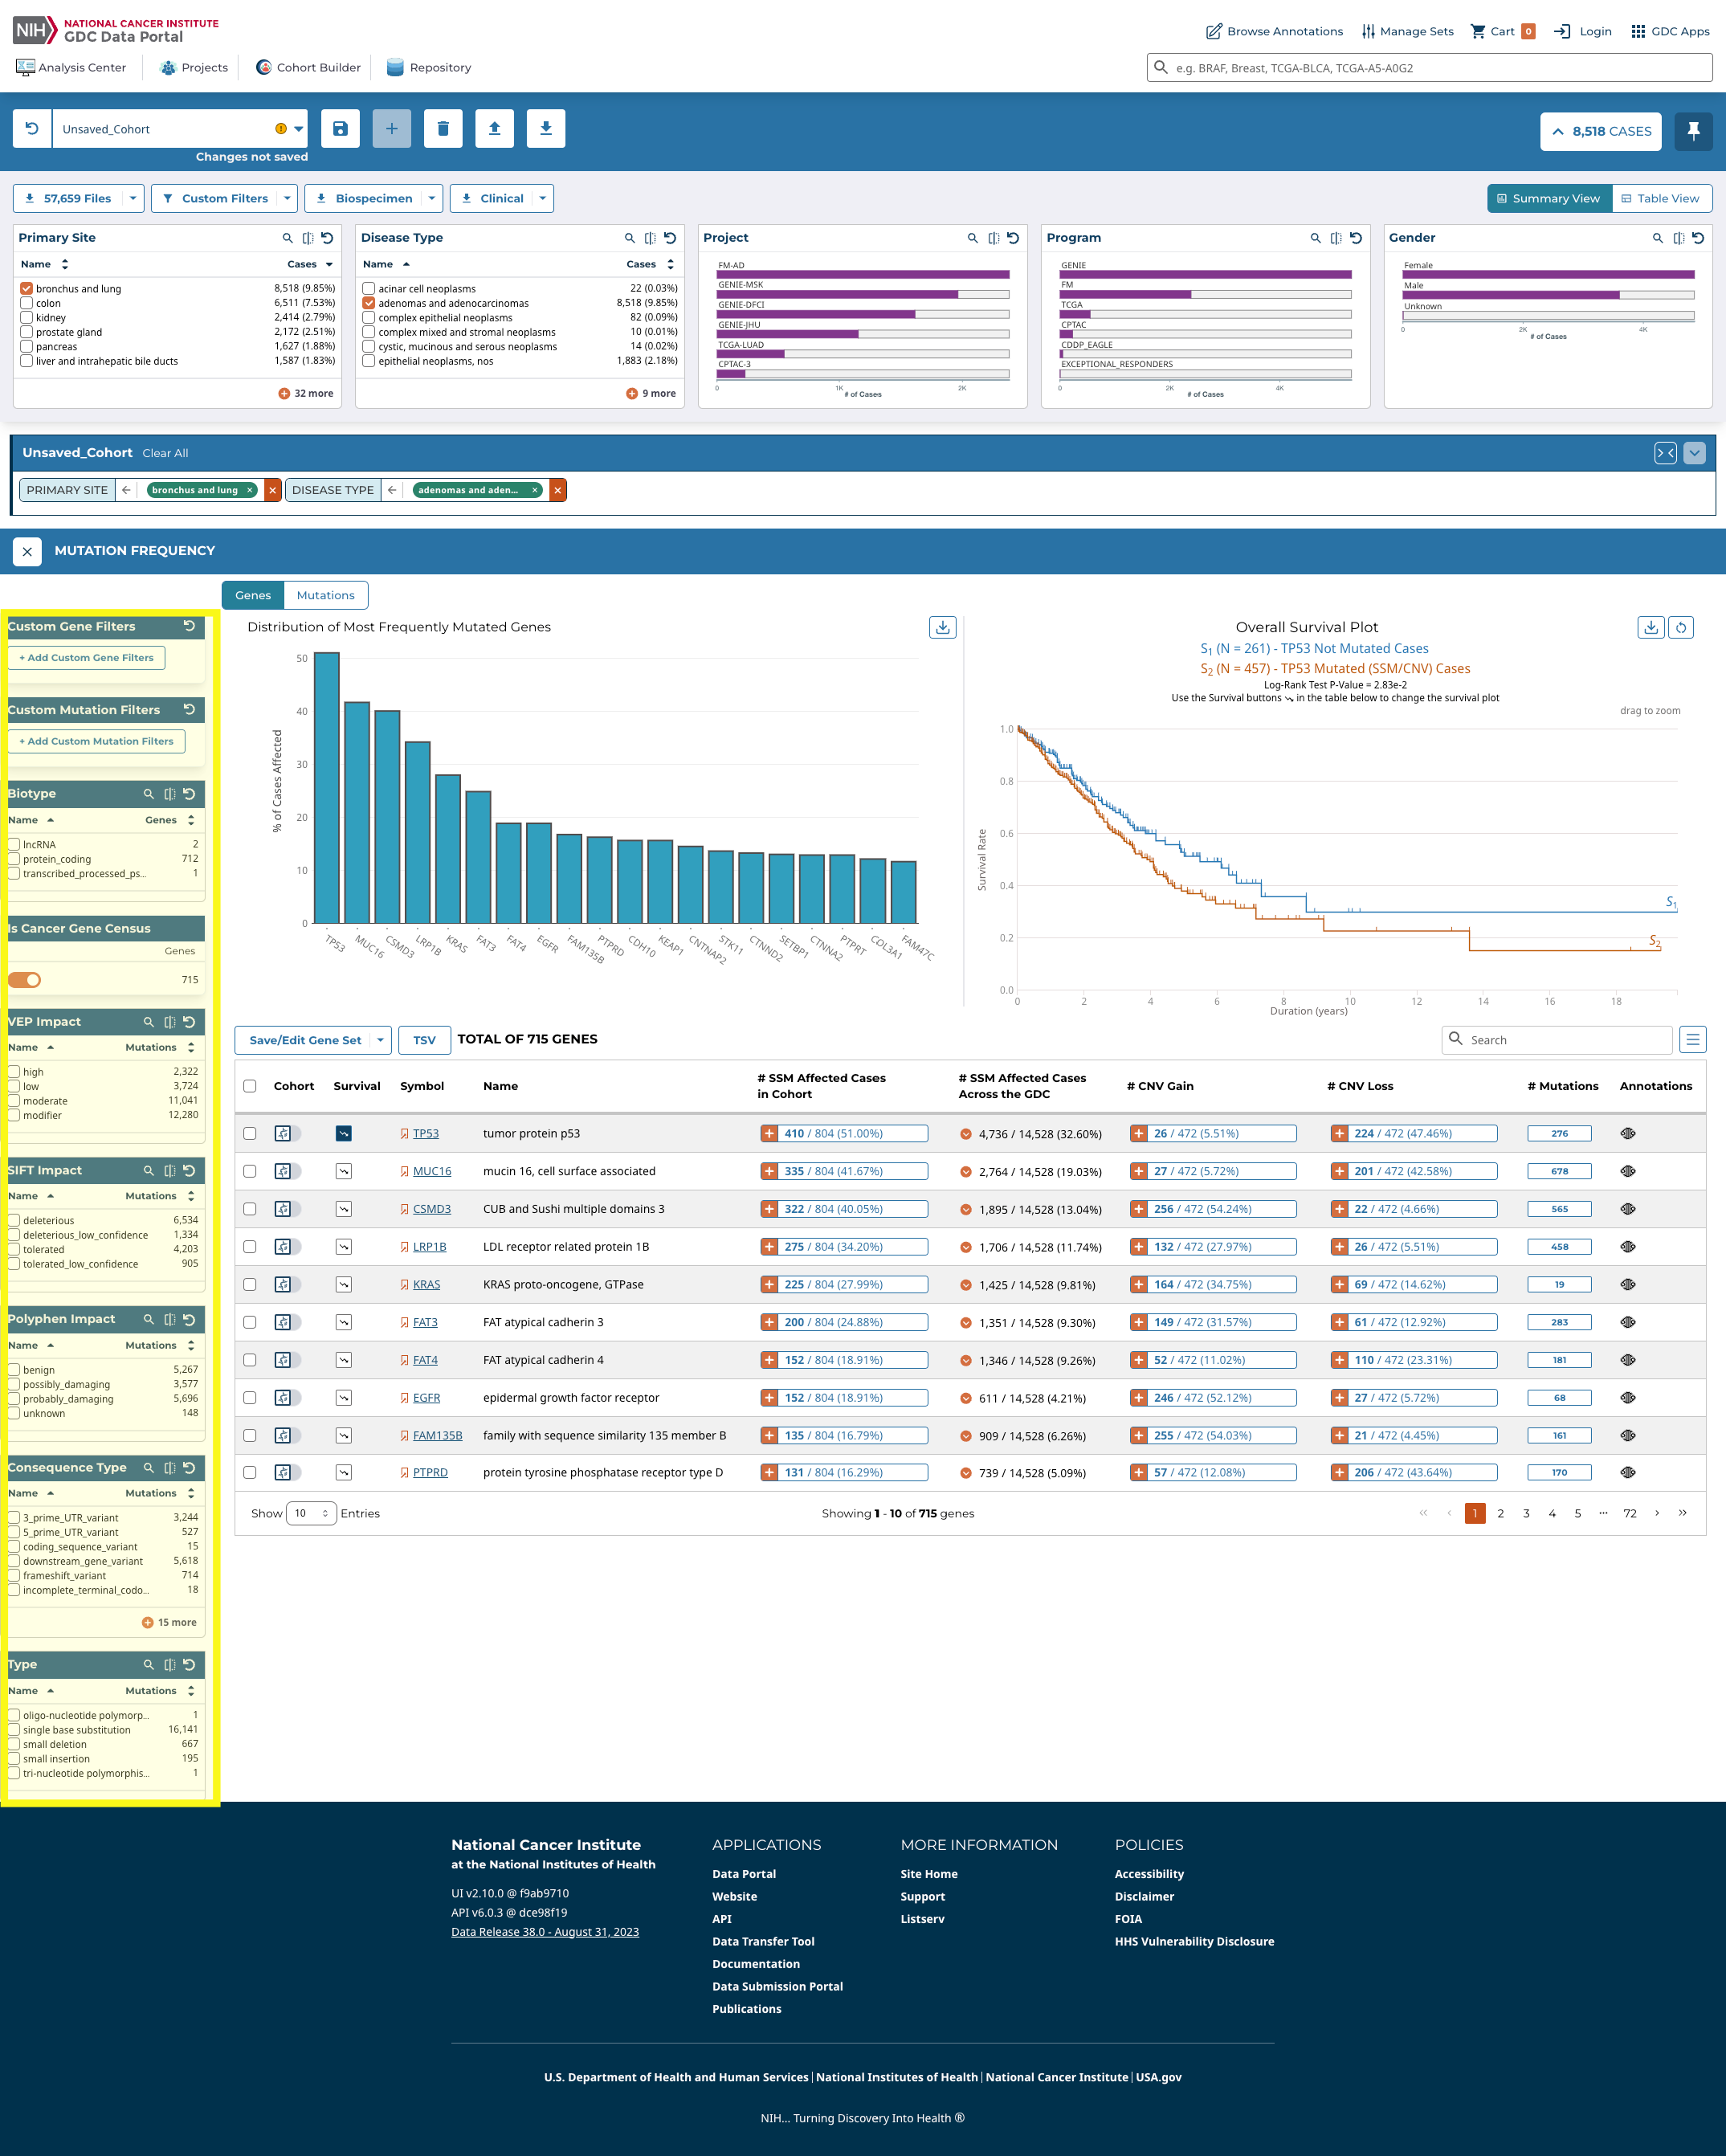 NIH NATIONAL CANCER INSTITUTE
GDC Data Portal
Browse Annotations Manage Sets Cart 0 Login GDC Apps
Analysis Center Projects Cohort Builder Repository
e.g. BRAF, Breast, TCGA-BLCA, TCGA-A5-A0G2
Unsaved_Cohort
Changes not saved
8,518 CASES
57,659 Files Custom Filters Biospecimen Clinical
Summary View Table View
Primary Site
Name Cases
bronchus and lung 8,518 (9.85%)
colon 6,511 (7.53%)
kidney 2,414 (2.79%)
prostate gland 2,172 (2.51%)
pancreas 1,627 (1.88%)
liver and intrahepatic bile ducts 1,587 (1.83%)
32 more
Disease Type
Name Cases
acinar cell neoplasms 22 (0.03%)
adenomas and adenocarcinomas 8,518 (9.85%)
complex epithelial neoplasms 82 (0.09%)
complex mixed and stromal neoplasms 10 (0.01%)
cystic, mucinous and serous neoplasms 14 (0.02%)
epithelial neoplasms, nos 1,883 (2.18%)
9 more
Project
FM-AD
GENIE-MSK
GENIE-DFCI
GENIE-JHU
TCGA-LUAD
CPTAC-3
0 1K 2K
# of Cases
Program
GENIE
FM
TCGA
CPTAC
CDDP_EAGLE
EXCEPTIONAL_RESPONDERS
0 2K 4K
# of Cases
Gender
Female
Male
Unknown
0 2K 4K
# of Cases
Unsaved_Cohort Clear All
PRIMARY SITE bronchus and lung × DISEASE TYPE adenomas and aden... ×
MUTATION FREQUENCY
Genes Mutations
Custom Gene Filters
+ Add Custom Gene Filters
Custom Mutation Filters
+ Add Custom Mutation Filters
Biotype
Name Genes
lncRNA 2
protein_coding 712
transcribed_processed_ps... 1
Is Cancer Gene Census
Genes
715
VEP Impact
Name Mutations
high 2,322
low 3,724
moderate 11,041
modifier 12,280
SIFT Impact
Name Mutations
deleterious 6,534
deleterious_low_confidence 1,334
tolerated 4,203
tolerated_low_confidence 905
Polyphen Impact
Name Mutations
benign 5,267
possibly_damaging 3,577
probably_damaging 5,696
unknown 148
Consequence Type
Name Mutations
3_prime_UTR_variant 3,244
5_prime_UTR_variant 527
coding_sequence_variant 15
downstream_gene_variant 5,618
frameshift_variant 714
incomplete_terminal_codo... 18
15 more
Type
Name Mutations
oligo-nucleotide polymorp... 1
single base substitution 16,141
small deletion 667
small insertion 195
tri-nucleotide polymorphis... 1
Distribution of Most Frequently Mutated Genes
% of Cases Affected
50
40
30
20
10
0
TP53 MUC16 CSMD3 LRP1B KRAS FAT3 FAT4 EGFR FAM135B PTPRD CDH10 KEAP1 CNTNAP2 STK11 CTNND2 SETBP1 CTNNA2 PTPRT COL3A1 FAM47C
Overall Survival Plot
S1 (N = 261) - TP53 Not Mutated Cases
S2 (N = 457) - TP53 Mutated (SSM/CNV) Cases
Log-Rank Test P-Value = 2.83e-2
Use the Survival buttons in the table below to change the survival plot
drag to zoom
Survival Rate
1.0
0.8
0.6
0.4
0.2
0.0
S1
S2
0 2 4 6 8 10 12 14 16 18
Duration (years)
Save/Edit Gene Set TSV TOTAL OF 715 GENES
Search
Cohort Survival Symbol Name # SSM Affected Cases in Cohort # SSM Affected Cases Across the GDC # CNV Gain # CNV Loss # Mutations Annotations
TP53 tumor protein p53 410 / 804 (51.00%) 4,736 / 14,528 (32.60%) 26 / 472 (5.51%) 224 / 472 (47.46%) 276
MUC16 mucin 16, cell surface associated 335 / 804 (41.67%) 2,764 / 14,528 (19.03%) 27 / 472 (5.72%) 201 / 472 (42.58%) 678
CSMD3 CUB and Sushi multiple domains 3 322 / 804 (40.05%) 1,895 / 14,528 (13.04%) 256 / 472 (54.24%) 22 / 472 (4.66%) 565
LRP1B LDL receptor related protein 1B 275 / 804 (34.20%) 1,706 / 14,528 (11.74%) 132 / 472 (27.97%) 26 / 472 (5.51%) 458
KRAS KRAS proto-oncogene, GTPase 225 / 804 (27.99%) 1,425 / 14,528 (9.81%) 164 / 472 (34.75%) 69 / 472 (14.62%) 19
FAT3 FAT atypical cadherin 3 200 / 804 (24.88%) 1,351 / 14,528 (9.30%) 149 / 472 (31.57%) 61 / 472 (12.92%) 283
FAT4 FAT atypical cadherin 4 152 / 804 (18.91%) 1,346 / 14,528 (9.26%) 52 / 472 (11.02%) 110 / 472 (23.31%) 181
EGFR epidermal growth factor receptor 152 / 804 (18.91%) 611 / 14,528 (4.21%) 246 / 472 (52.12%) 27 / 472 (5.72%) 68
FAM135B family with sequence similarity 135 member B 135 / 804 (16.79%) 909 / 14,528 (6.26%) 255 / 472 (54.03%) 21 / 472 (4.45%) 161
PTPRD protein tyrosine phosphatase receptor type D 131 / 804 (16.29%) 739 / 14,528 (5.09%) 57 / 472 (12.08%) 206 / 472 (43.64%) 170
Show 10 Entries Showing 1 - 10 of 715 genes 1 2 3 4 5 ... 72
National Cancer Institute
at the National Institutes of Health
UI v2.10.0 @ f9ab9710
API v6.0.3 @ dce98f19
Data Release 38.0 - August 31, 2023
APPLICATIONS
Data Portal
Website
API
Data Transfer Tool
Documentation
Data Submission Portal
Publications
MORE INFORMATION
Site Home
Support
Listserv
POLICIES
Accessibility
Disclaimer
FOIA
HHS Vulnerability Disclosure
U.S. Department of Health and Human Services | National Institutes of Health | National Cancer Institute | USA.gov
NIH... Turning Discovery Into Health ®